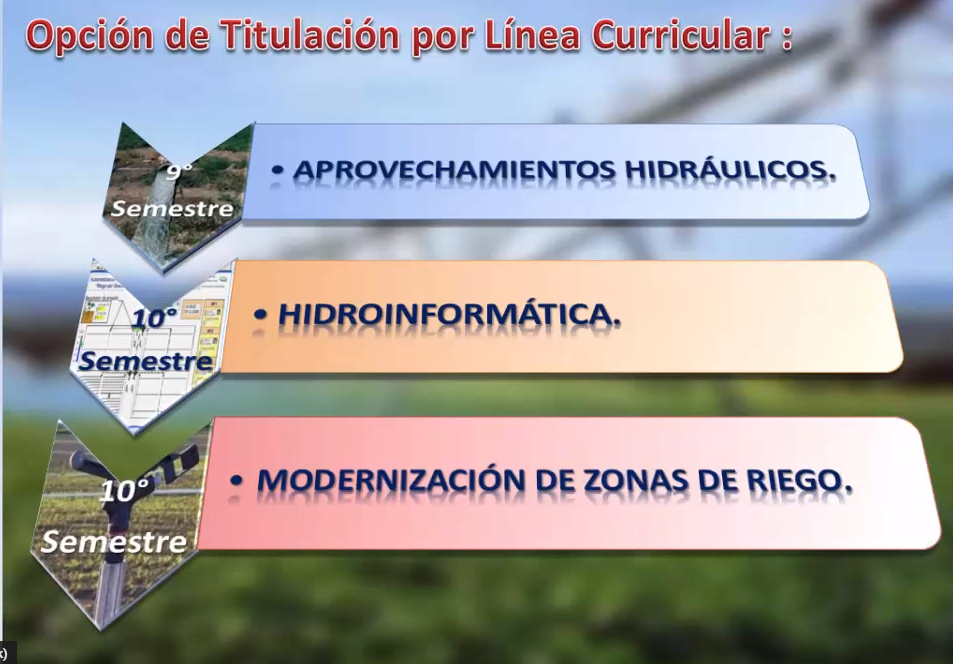 Opción de Titulación por Línea Curricular :
9°
Semestre
• APROVECHAMIENTOS HIDRÁULICOS.
10°
Semestre
• HIDROINFORMÁTICA.
10°
Semestre
• MODERNIZACIÓN DE ZONAS DE RIEGO.